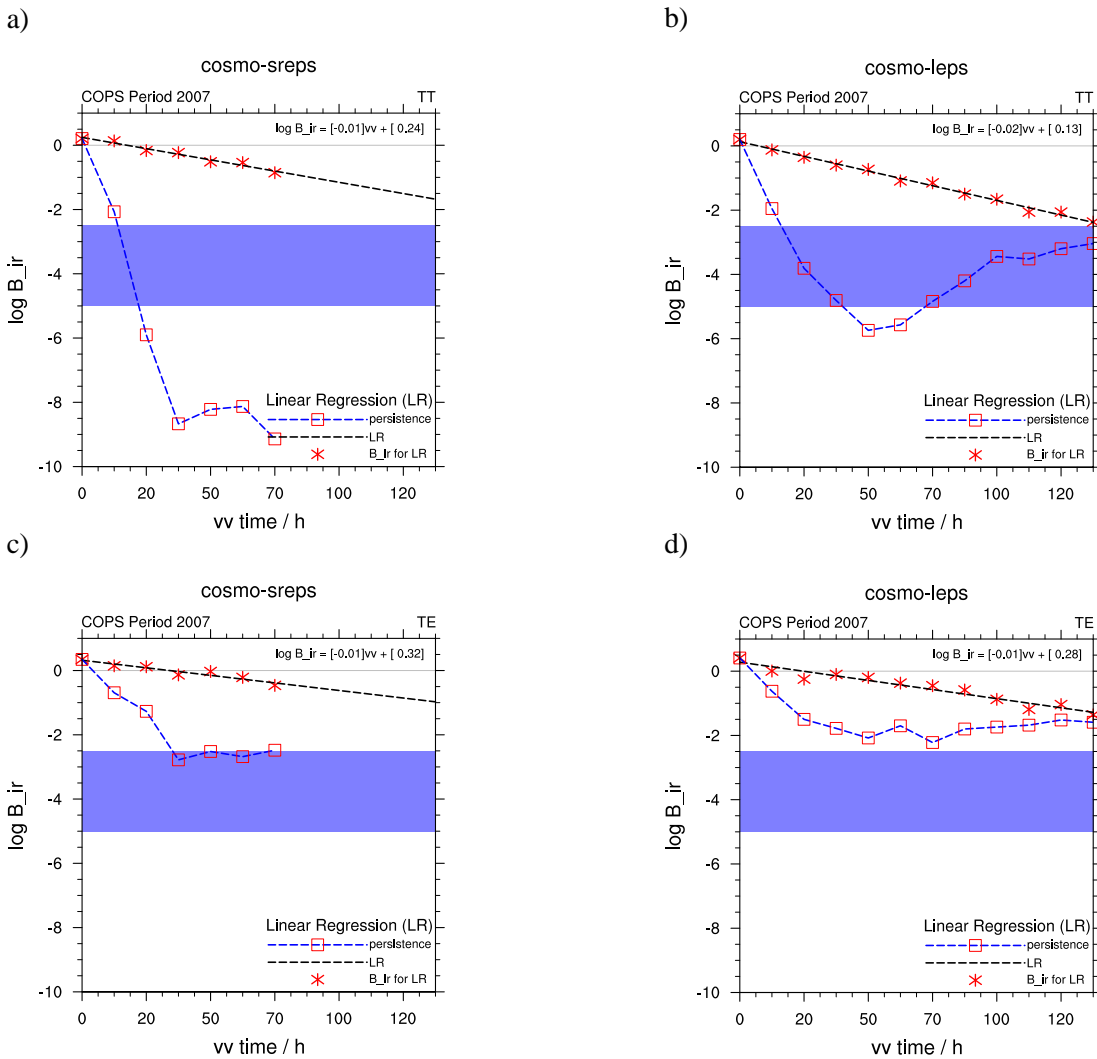 a)
cosmo-sreps
COPS Period 2007 TT
log B_ir = [-0.01]vv + [ 0.24]
0
-2
-4
-6
-8
-10
log B_ir
Linear Regression (LR)
persistence
LR
B_ir for LR
0 20 50 70 100 120
vv time / h
b)
cosmo-leps
COPS Period 2007 TT
log B_ir = [-0.02]vv + [ 0.13]
0
-2
-4
-6
-8
-10
log B_ir
Linear Regression (LR)
persistence
LR
B_ir for LR
0 20 50 70 100 120
vv time / h
c)
cosmo-sreps
COPS Period 2007 TE
log B_ir = [-0.01]vv + [ 0.32]
0
-2
-4
-6
-8
-10
log B_ir
Linear Regression (LR)
persistence
LR
B_ir for LR
0 20 50 70 100 120
vv time / h
d)
cosmo-leps
COPS Period 2007 TE
log B_ir = [-0.01]vv + [ 0.28]
0
-2
-4
-6
-8
-10
log B_ir
Linear Regression (LR)
persistence
LR
B_ir for LR
0 20 50 70 100 120
vv time / h